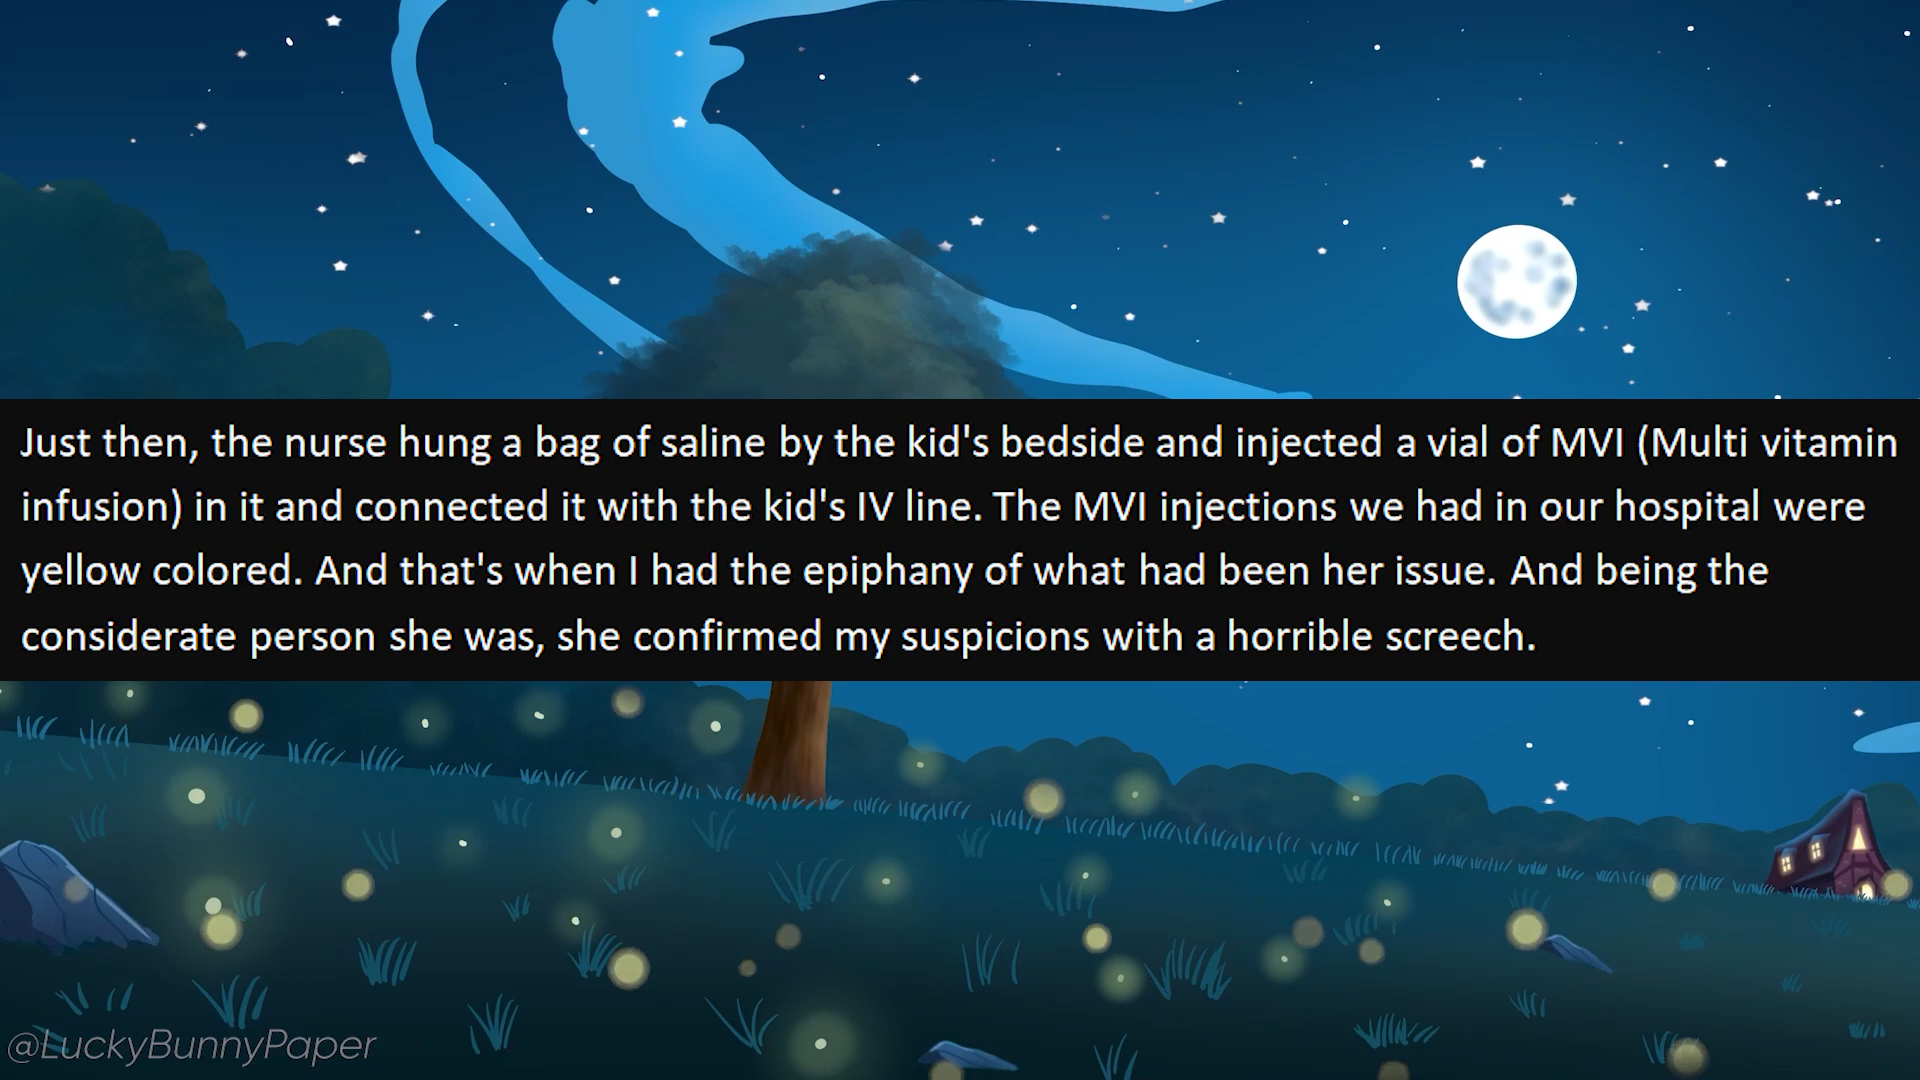 Just then, the nurse hung a bag of saline by the kid's bedside and injected a vial of MVI (Multi vitamin
infusion) in it and connected it with the kid's IV line. The MVI injections we had in our hospital were
yellow colored. And that's when I had the epiphany of what had been her issue. And being the
considerate person she was, she confirmed my suspicions with a horrible screech.
@LuckyBunnyPaper